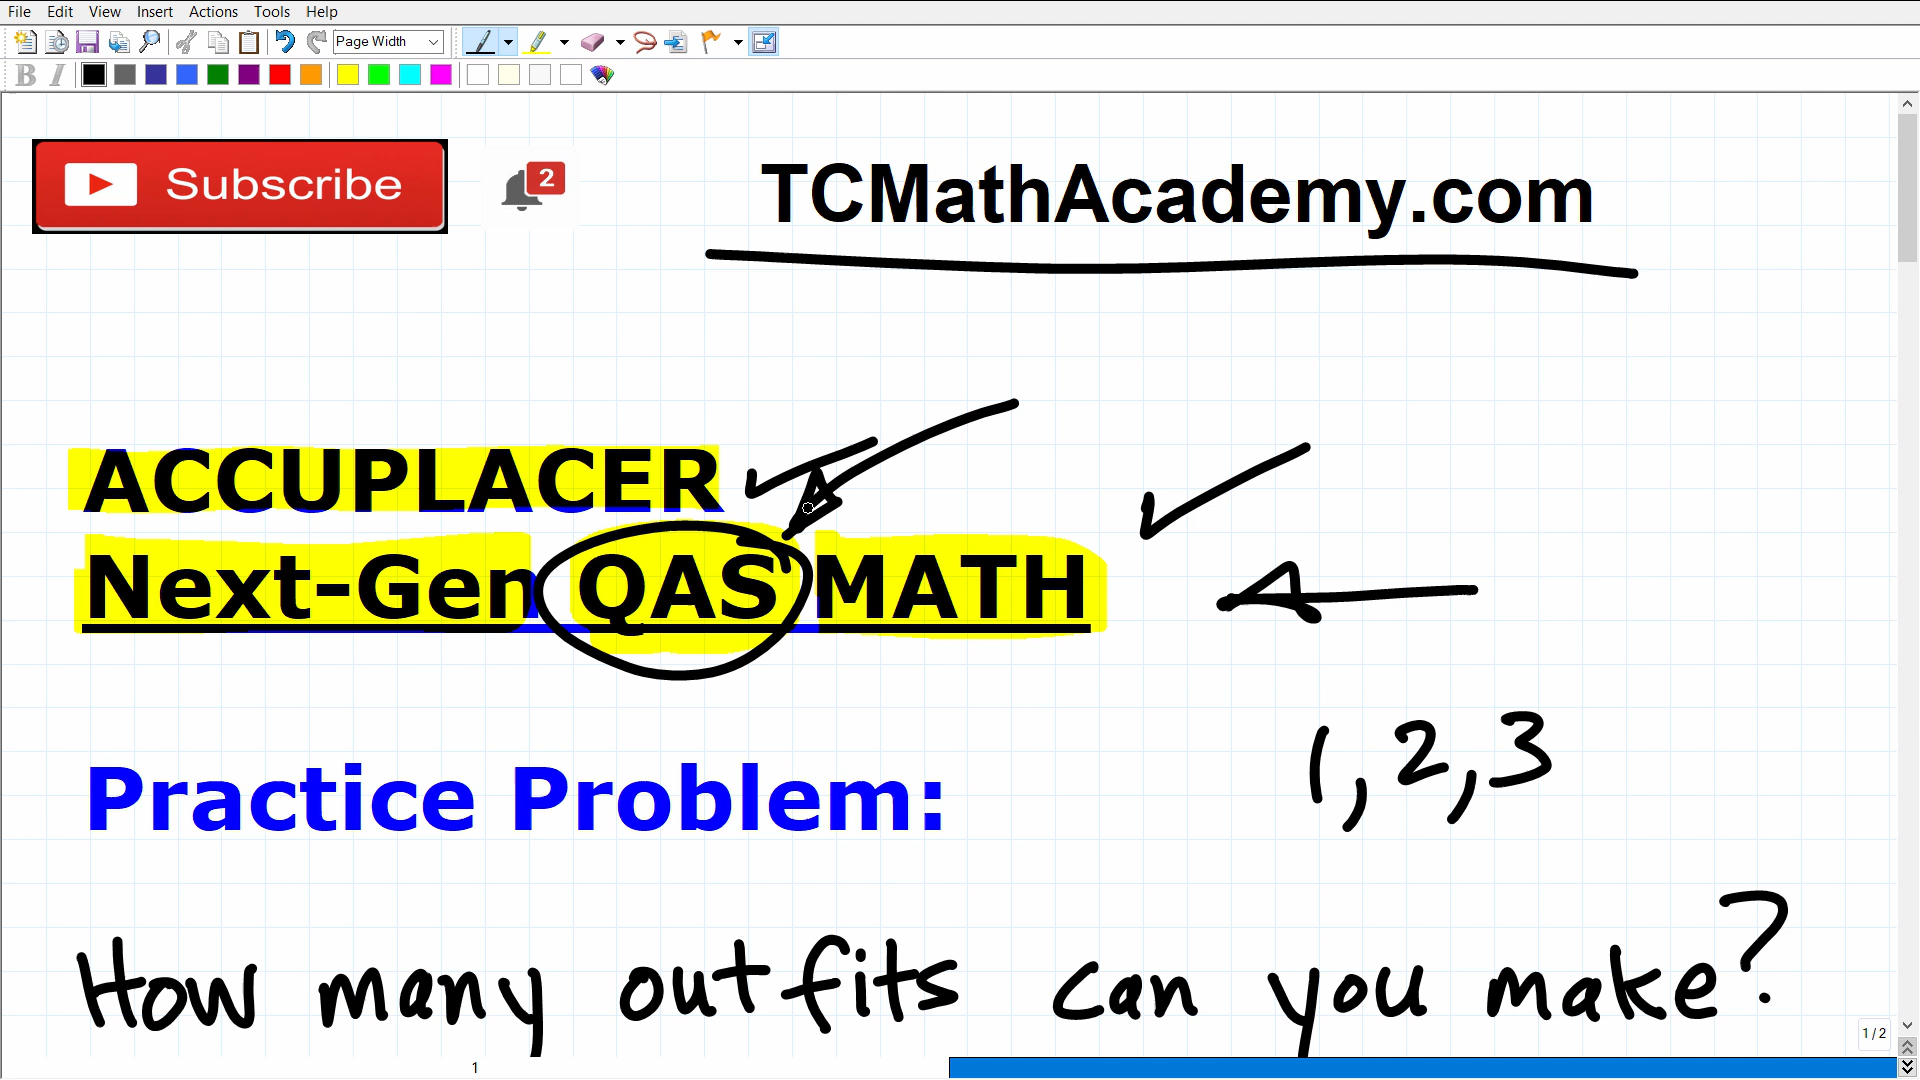 File Edit View Insert Actions Tools Help
Page Width
B I
Subscribe
2
TCMathAcademy.com
ACCUPLACER
Next-Gen QAS MATH
1, 2, 3
Practice Problem:
How many outfits can you make?
1 / 2
1